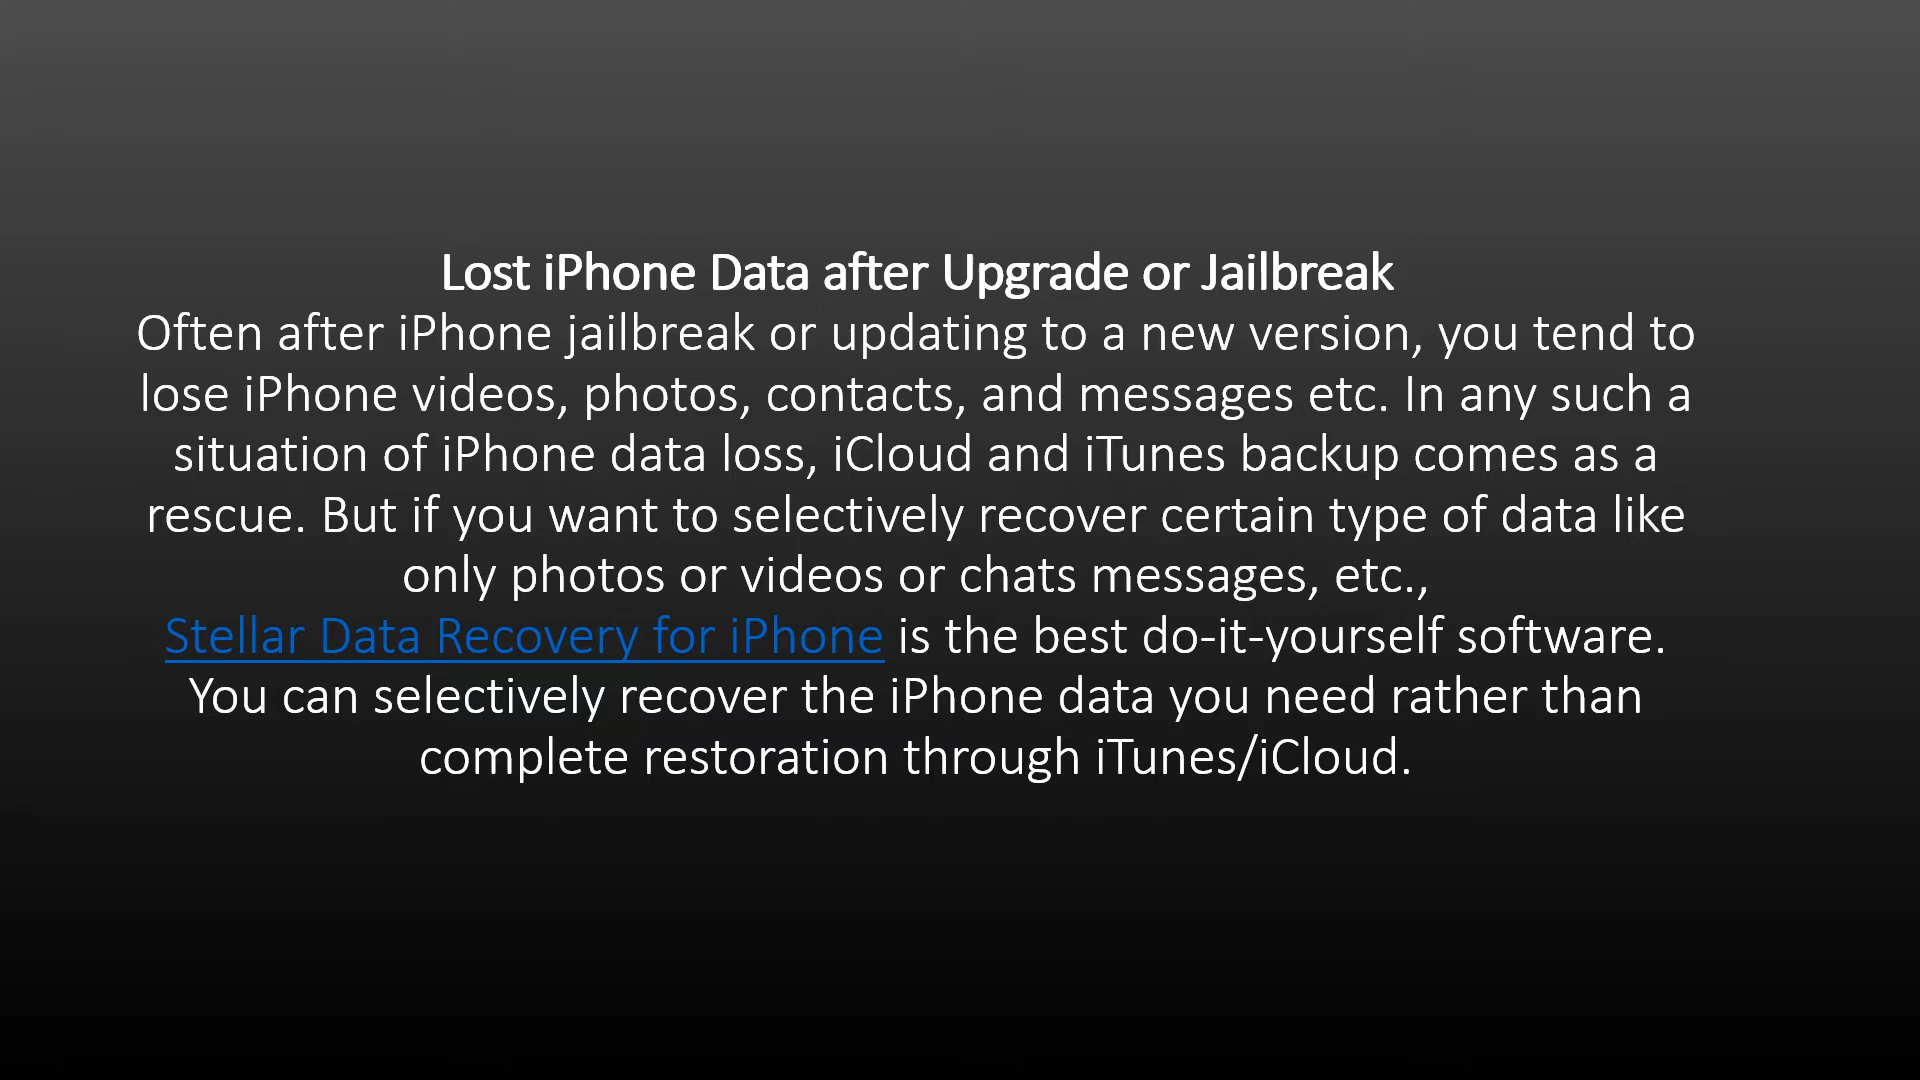 Lost iPhone Data after Upgrade or Jailbreak
Often after iPhone jailbreak or updating to a new version, you tend to
lose iPhone videos, photos, contacts, and messages etc. In any such a
situation of iPhone data loss, iCloud and iTunes backup comes as a
rescue. But if you want to selectively recover certain type of data like
only photos or videos or chats messages, etc.,
Stellar Data Recovery for iPhone is the best do-it-yourself software.
You can selectively recover the iPhone data you need rather than
complete restoration through iTunes/iCloud.